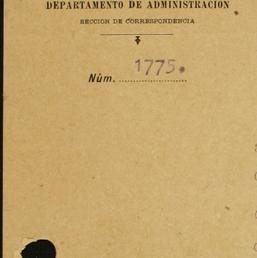 DEPARTAMENTO DE ADMINISTRACION
SECCION DE CORRESPONDENCIA
Núm. 1775.